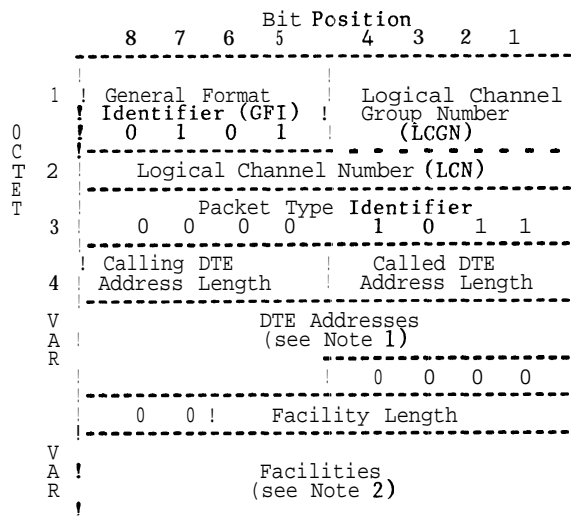 Bit Position
8 7 6 5 4 3 2 1
1 ! General Format ! Logical Channel
! Identifier (GFI) ! Group Number
! 0 1 0 1 ! (LCGN)
OCTET
2 Logical Channel Number (LCN)
Packet Type Identifier
3 ! 0 0 0 0 1 0 1 1
! Calling DTE ! Called DTE
4 ! Address Length ! Address Length
VAR ! DTE Addresses
(see Note 1)
! 0 0 0 0
! 0 0 ! Facility Length
VAR ! Facilities
(see Note 2)
!